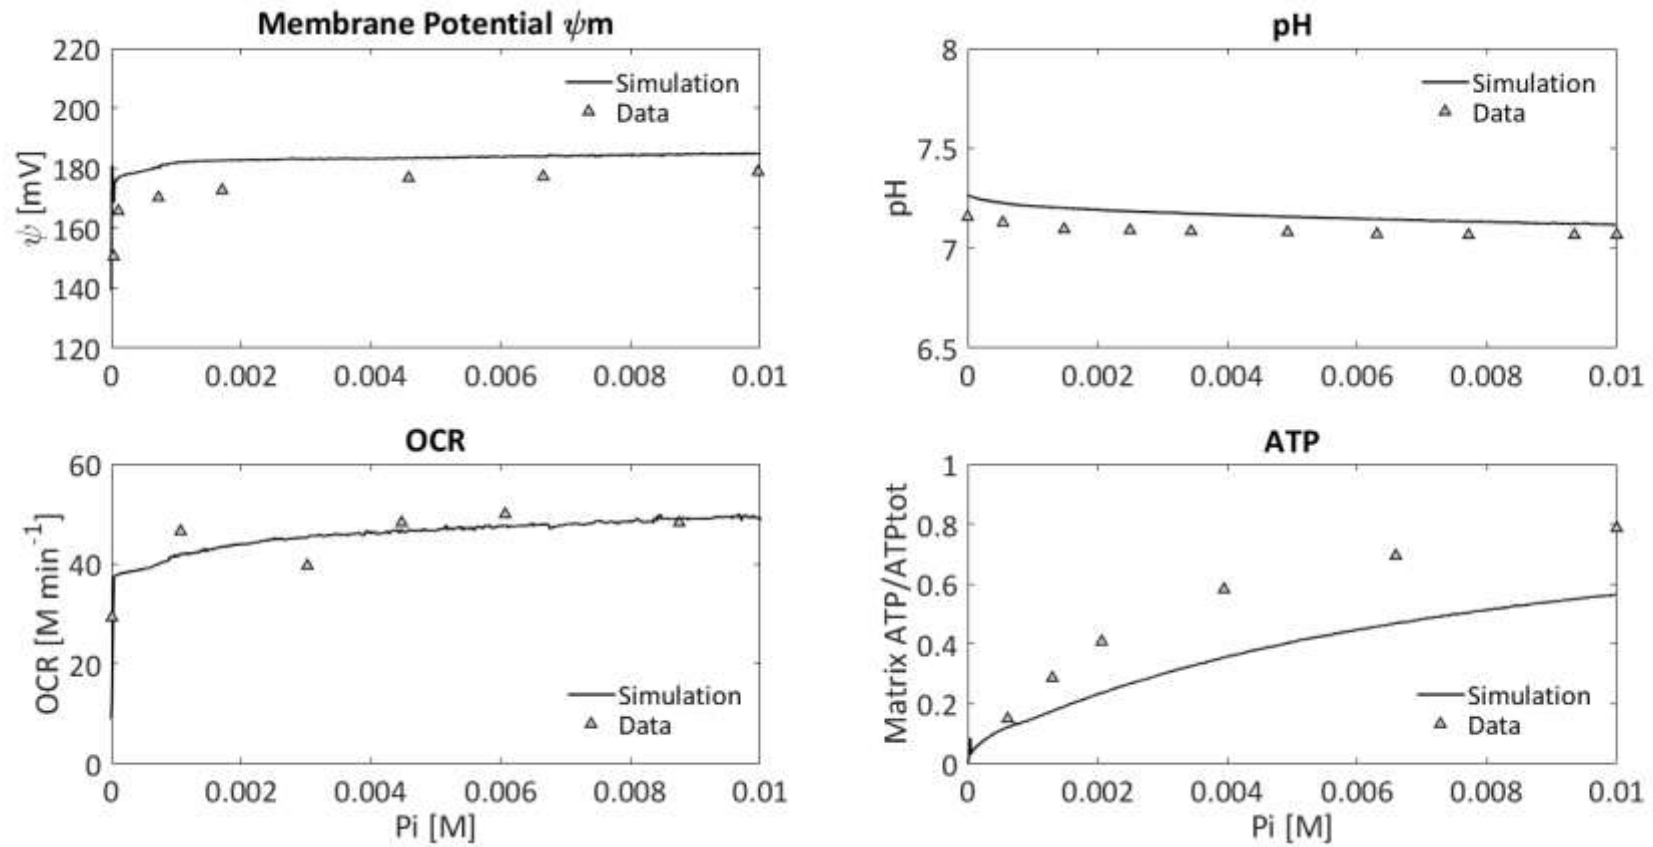 Membrane Potential ψm
220
200
180
160
140
120
ψ [mV]
Simulation
Data
0 0.002 0.004 0.006 0.008 0.01
pH
8
7.5
7
6.5
pH
Simulation
Data
0 0.002 0.004 0.006 0.008 0.01
OCR
60
40
20
0
OCR [M min⁻¹]
Simulation
Data
0 0.002 0.004 0.006 0.008 0.01
Pi [M]
ATP
1
0.8
0.6
0.4
0.2
0
Matrix ATP/ATPtot
Simulation
Data
0 0.002 0.004 0.006 0.008 0.01
Pi [M]